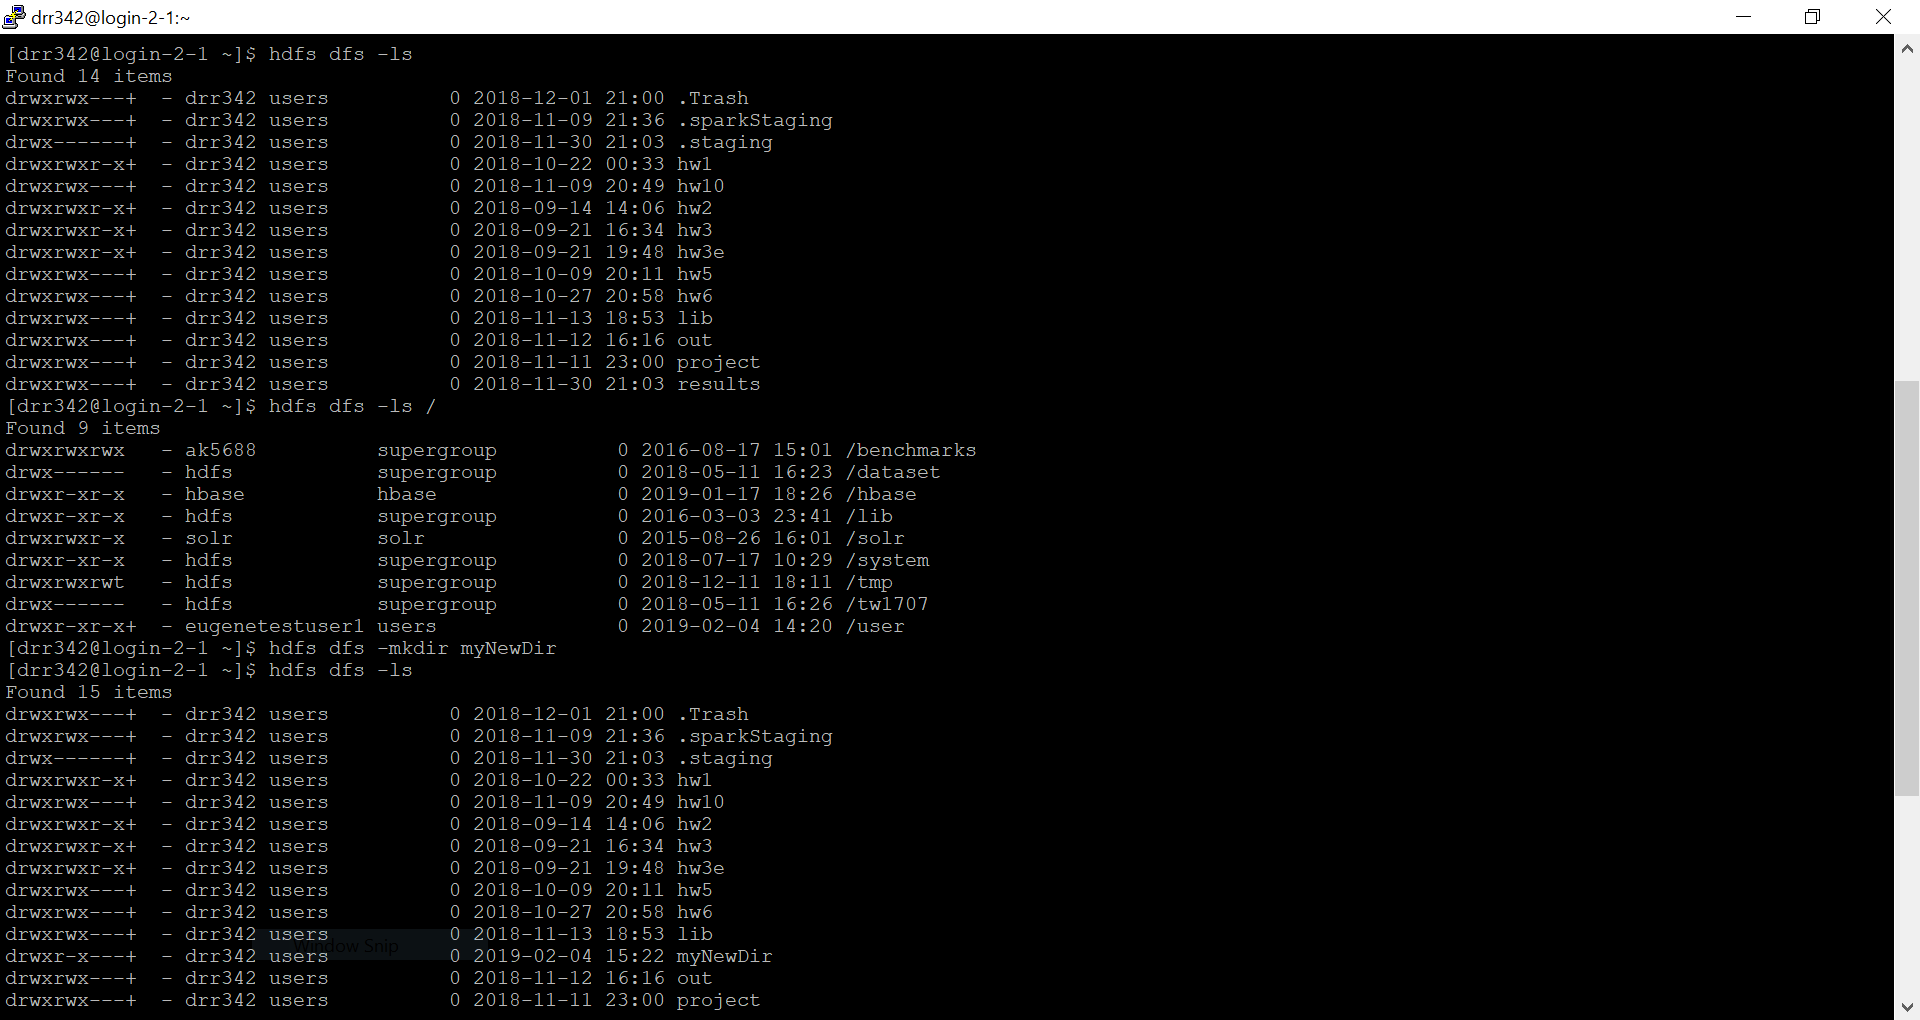 drr342@login-2-1:~
[drr342@login-2-1 ~]$ hdfs dfs -ls
Found 14 items
drwxrwx---+  - drr342 users          0 2018-12-01 21:00 .Trash
drwxrwx---+  - drr342 users          0 2018-11-09 21:36 .sparkStaging
drwx------+  - drr342 users          0 2018-11-30 21:03 .staging
drwxrwxr-x+  - drr342 users          0 2018-10-22 00:33 hw1
drwxrwx---+  - drr342 users          0 2018-11-09 20:49 hw10
drwxrwxr-x+  - drr342 users          0 2018-09-14 14:06 hw2
drwxrwxr-x+  - drr342 users          0 2018-09-21 16:34 hw3
drwxrwxr-x+  - drr342 users          0 2018-09-21 19:48 hw3e
drwxrwx---+  - drr342 users          0 2018-10-09 20:11 hw5
drwxrwx---+  - drr342 users          0 2018-10-27 20:58 hw6
drwxrwx---+  - drr342 users          0 2018-11-13 18:53 lib
drwxrwx---+  - drr342 users          0 2018-11-12 16:16 out
drwxrwx---+  - drr342 users          0 2018-11-11 23:00 project
drwxrwx---+  - drr342 users          0 2018-11-30 21:03 results
[drr342@login-2-1 ~]$ hdfs dfs -ls /
Found 9 items
drwxrwxrwx   - ak5688          supergroup          0 2016-08-17 15:01 /benchmarks
drwx------   - hdfs            supergroup          0 2018-05-11 16:23 /dataset
drwxr-xr-x   - hbase           hbase               0 2019-01-17 18:26 /hbase
drwxr-xr-x   - hdfs            supergroup          0 2016-03-03 23:41 /lib
drwxrwxr-x   - solr            solr                0 2015-08-26 16:01 /solr
drwxr-xr-x   - hdfs            supergroup          0 2018-07-17 10:29 /system
drwxrwxrwt   - hdfs            supergroup          0 2018-12-11 18:11 /tmp
drwx------   - hdfs            supergroup          0 2018-05-11 16:26 /tw1707
drwxr-xr-x+  - eugenetestuser1 users               0 2019-02-04 14:20 /user
[drr342@login-2-1 ~]$ hdfs dfs -mkdir myNewDir
[drr342@login-2-1 ~]$ hdfs dfs -ls
Found 15 items
drwxrwx---+  - drr342 users          0 2018-12-01 21:00 .Trash
drwxrwx---+  - drr342 users          0 2018-11-09 21:36 .sparkStaging
drwx------+  - drr342 users          0 2018-11-30 21:03 .staging
drwxrwxr-x+  - drr342 users          0 2018-10-22 00:33 hw1
drwxrwx---+  - drr342 users          0 2018-11-09 20:49 hw10
drwxrwxr-x+  - drr342 users          0 2018-09-14 14:06 hw2
drwxrwxr-x+  - drr342 users          0 2018-09-21 16:34 hw3
drwxrwxr-x+  - drr342 users          0 2018-09-21 19:48 hw3e
drwxrwx---+  - drr342 users          0 2018-10-09 20:11 hw5
drwxrwx---+  - drr342 users          0 2018-10-27 20:58 hw6
drwxrwx---+  - drr342 users          0 2018-11-13 18:53 lib
Window Snip
drwxr-x---+  - drr342 users          0 2019-02-04 15:22 myNewDir
drwxrwx---+  - drr342 users          0 2018-11-12 16:16 out
drwxrwx---+  - drr342 users          0 2018-11-11 23:00 project